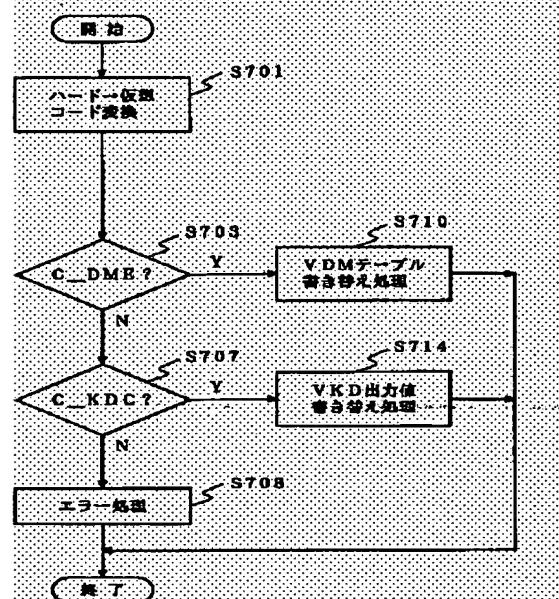 開始
S701
ハード→仮想
コード変換
S703
C_DME?
Y
S710
VDMテーブル
書き替え処理
N
S707
C_KDC?
Y
S714
VKD出力値
書き替え処理
N
S708
エラー処理
終了